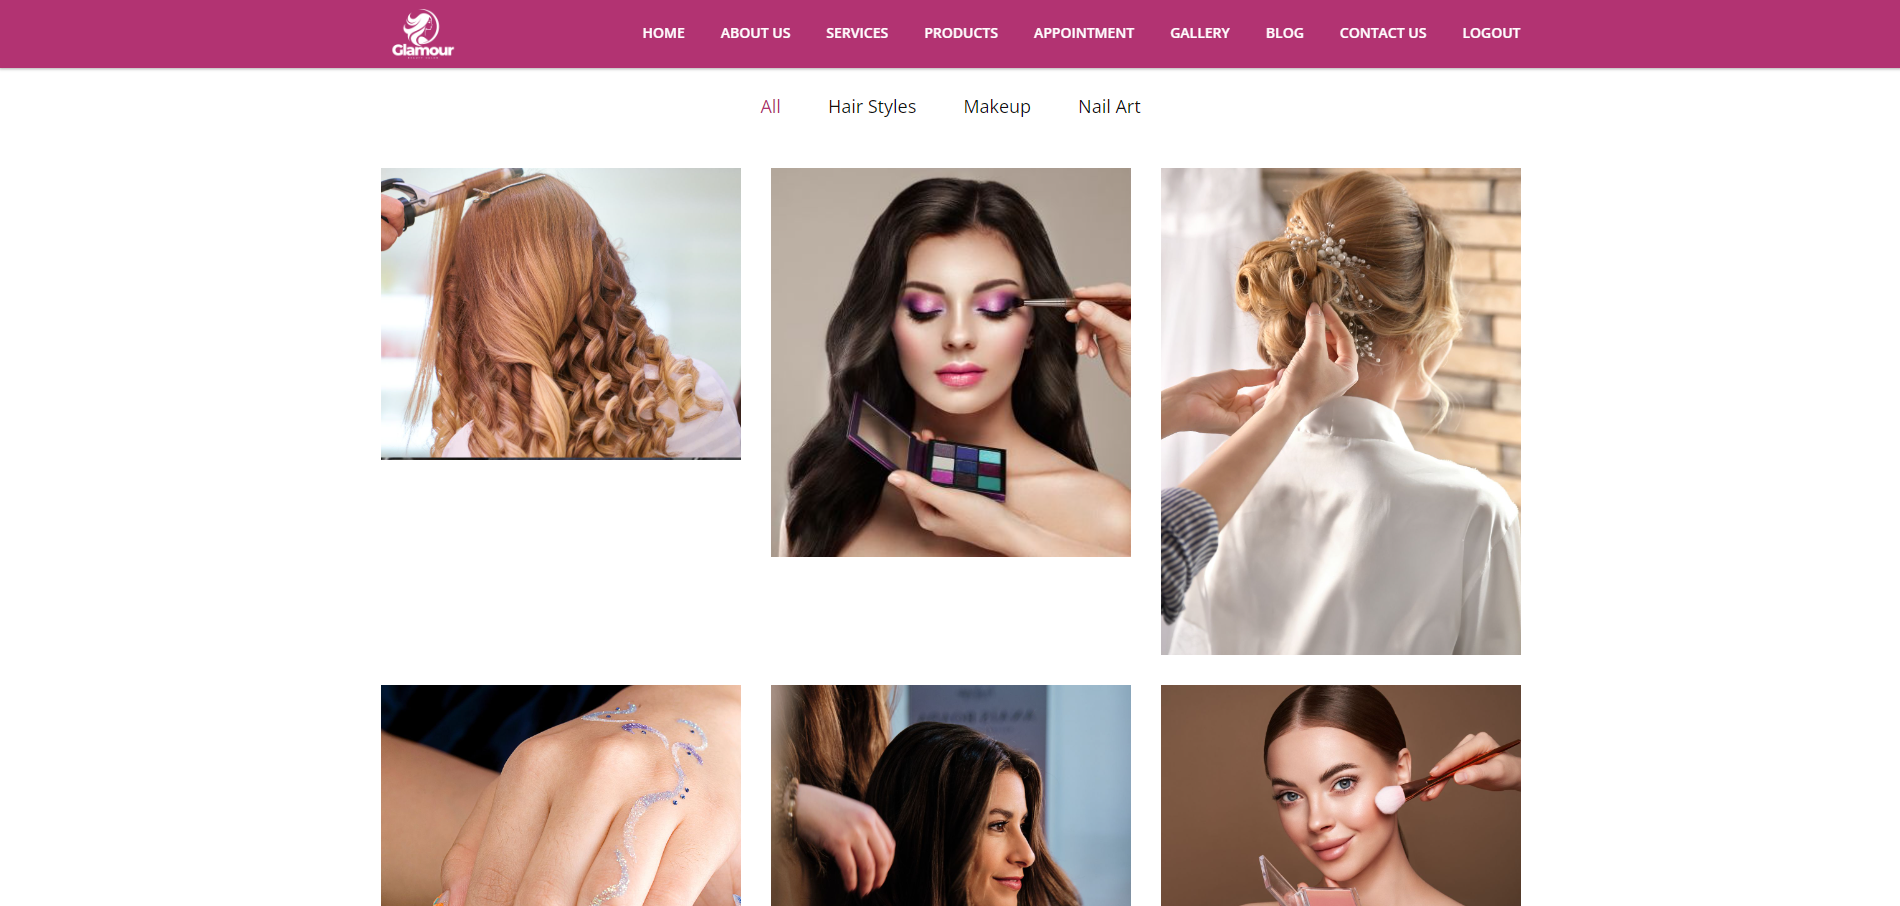 Glamour
HOME ABOUT US SERVICES PRODUCTS APPOINTMENT GALLERY BLOG CONTACT US LOGOUT
All Hair Styles Makeup Nail Art